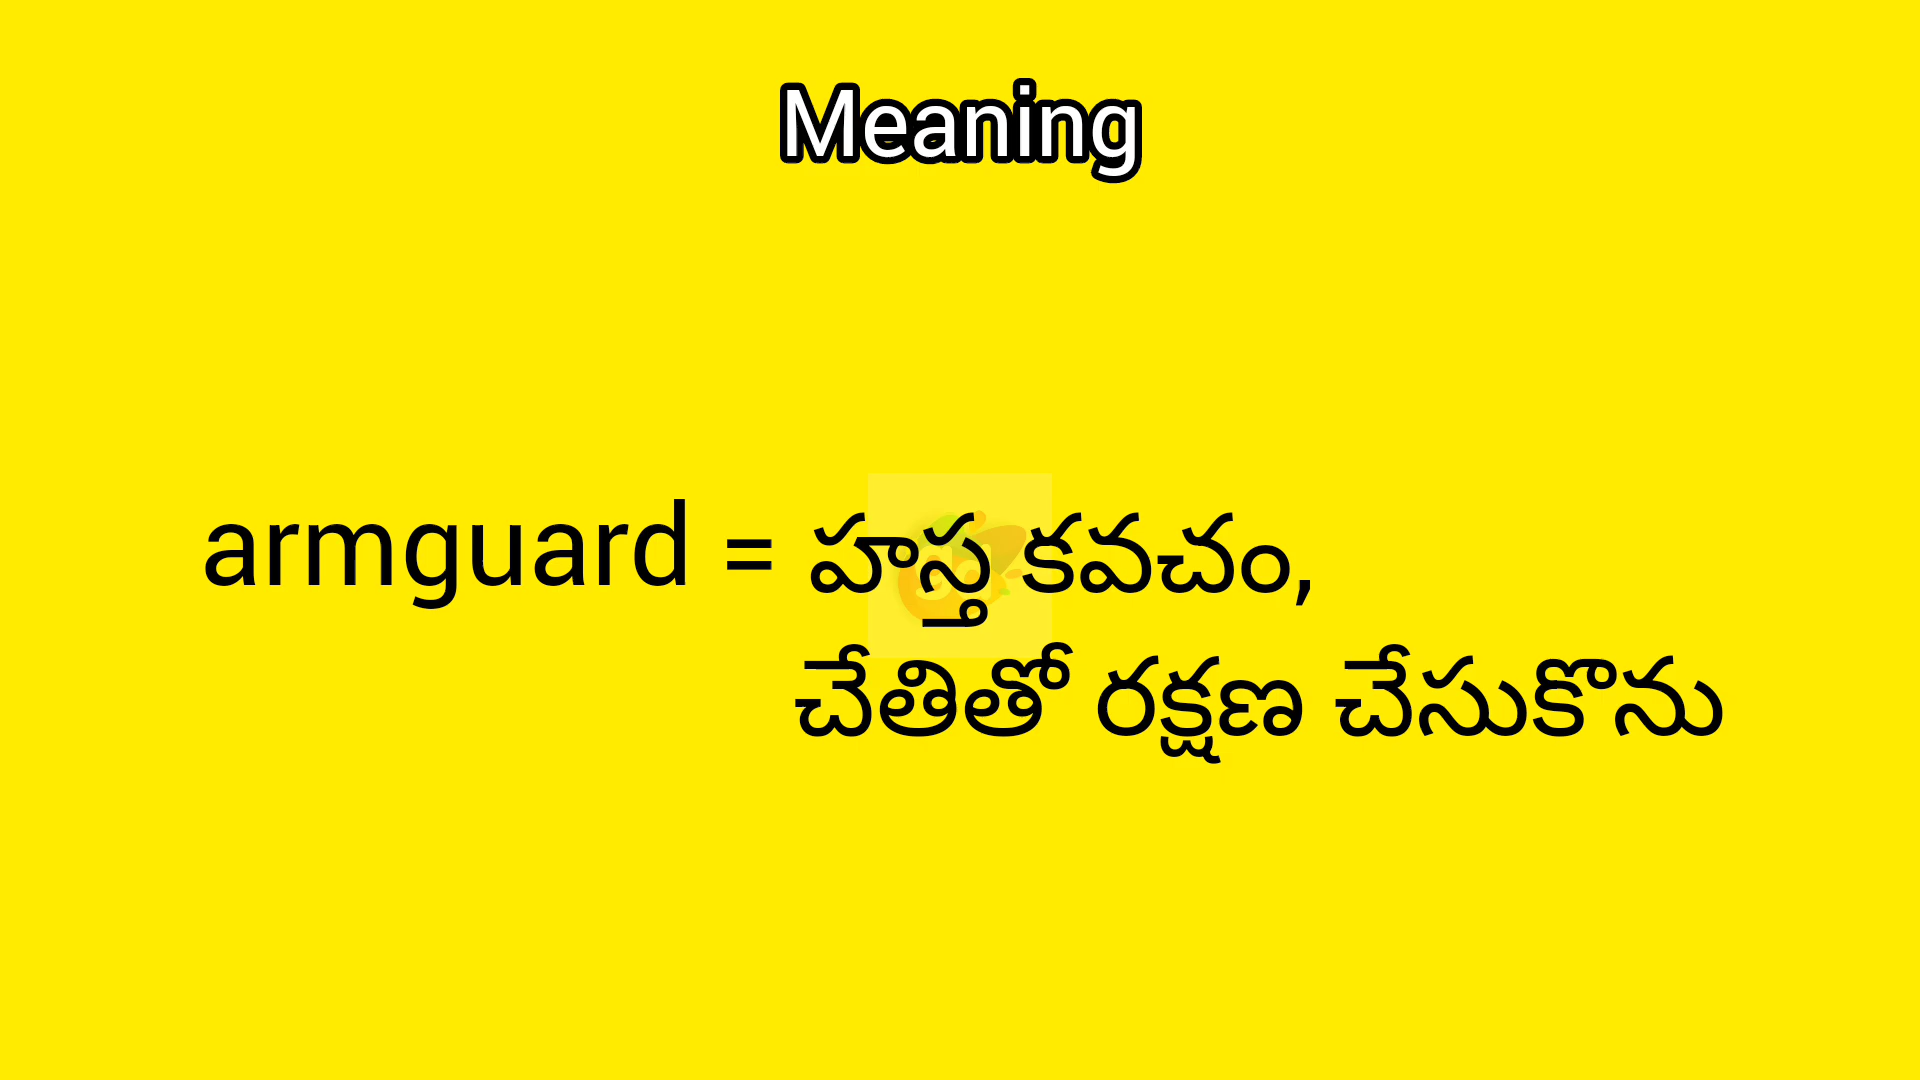 Meaning
armguard = హస్త కవచం,
చేతితో రక్షణ చేసుకొను